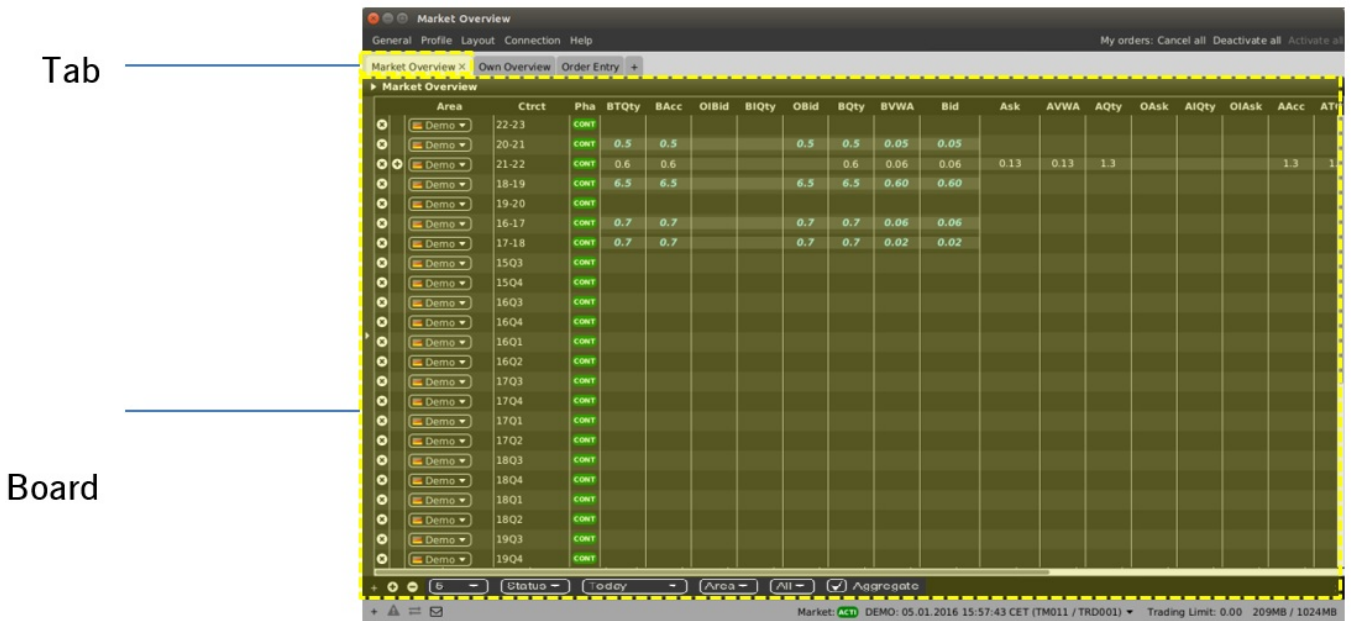 Market Overview
General Profile Layout Connection Help My orders: Cancel all Deactivate all Activate all
Tab
Market Overview × Own Overview Order Entry +
Market Overview
Area Ctrct Pha BTQty BAcc OIBid BIQty OBid BQty BVWA Bid Ask AVWA AQty OAsk AIQty OIAsk AAcc
Demo 22-23 CONT
Demo 20-21 CONT 0.5 0.5 0.5 0.5 0.05 0.05
Demo 21-22 CONT 0.6 0.6 0.6 0.06 0.06 0.13 0.13 1.3 1.3
Demo 18-19 CONT 6.5 6.5 6.5 6.5 0.60 0.60
Demo 19-20 CONT
Demo 16-17 CONT 0.7 0.7 0.7 0.7 0.06 0.06
Demo 17-18 CONT 0.7 0.7 0.7 0.7 0.02 0.02
Demo 15Q3 CONT
Demo 15Q4 CONT
Demo 16Q3 CONT
Demo 16Q4 CONT
Demo 16Q1 CONT
Demo 16Q2 CONT
Demo 17Q3 CONT
Demo 17Q4 CONT
Demo 17Q1 CONT
Demo 17Q2 CONT
Demo 18Q3 CONT
Demo 18Q4 CONT
Board
Demo 18Q1 CONT
Demo 18Q2 CONT
Demo 19Q3 CONT
Demo 19Q4 CONT
Status Today Area All Aggregate
Market: ACTI DEMO: 05.01.2016 15:57:43 CET (TM011 / TRD001) Trading Limit: 0.00 209MB / 1024MB